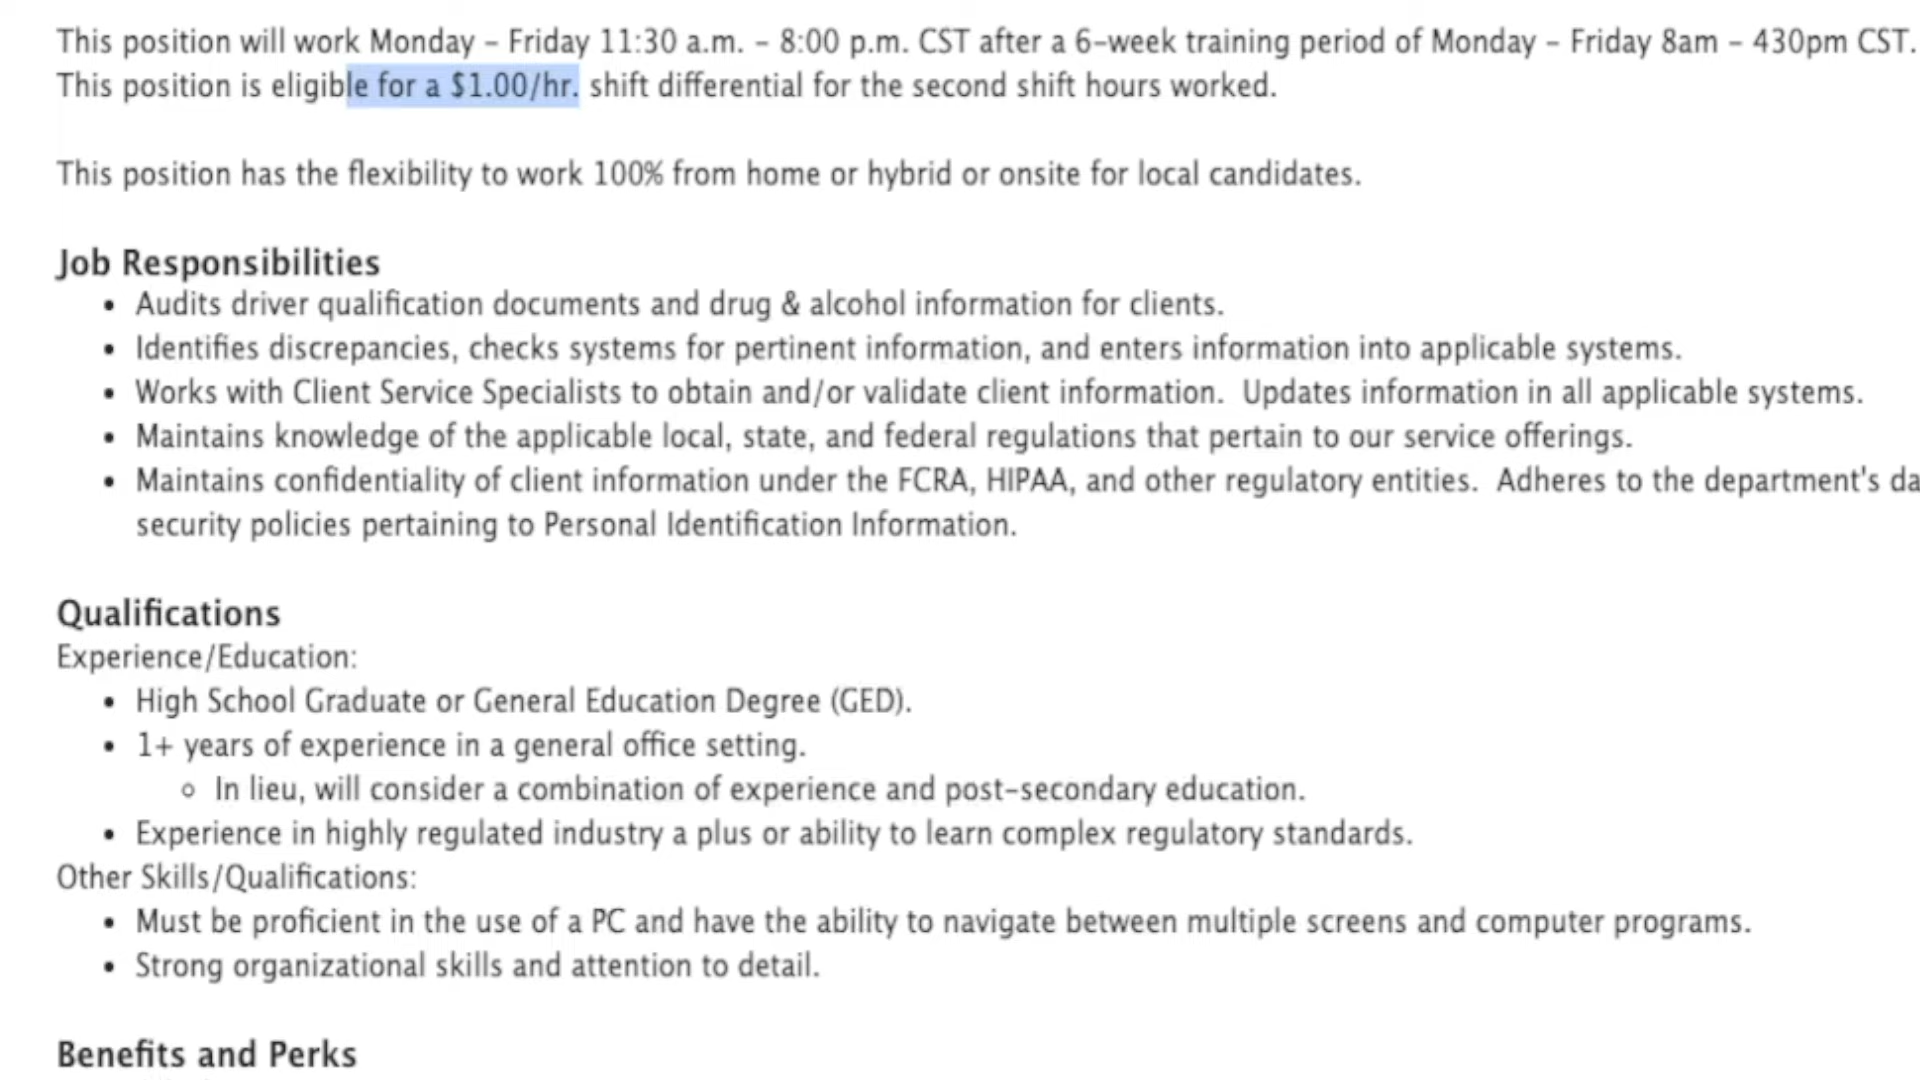 This position will work Monday – Friday 11:30 a.m. – 8:00 p.m. CST after a 6-week training period of Monday – Friday 8am – 430pm CST.
This position is eligible for a $1.00/hr. shift differential for the second shift hours worked.
This position has the flexibility to work 100% from home or hybrid or onsite for local candidates.
Job Responsibilities
• Audits driver qualification documents and drug & alcohol information for clients.
• Identifies discrepancies, checks systems for pertinent information, and enters information into applicable systems.
• Works with Client Service Specialists to obtain and/or validate client information.  Updates information in all applicable systems.
• Maintains knowledge of the applicable local, state, and federal regulations that pertain to our service offerings.
• Maintains confidentiality of client information under the FCRA, HIPAA, and other regulatory entities.  Adheres to the department's da
security policies pertaining to Personal Identification Information.
Qualifications
Experience/Education:
• High School Graduate or General Education Degree (GED).
• 1+ years of experience in a general office setting.
◦ In lieu, will consider a combination of experience and post-secondary education.
• Experience in highly regulated industry a plus or ability to learn complex regulatory standards.
Other Skills/Qualifications:
• Must be proficient in the use of a PC and have the ability to navigate between multiple screens and computer programs.
• Strong organizational skills and attention to detail.
Benefits and Perks